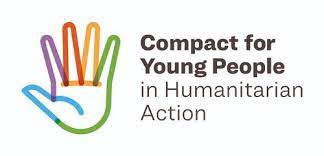 Compact for
Young People
in Humanitarian
Action